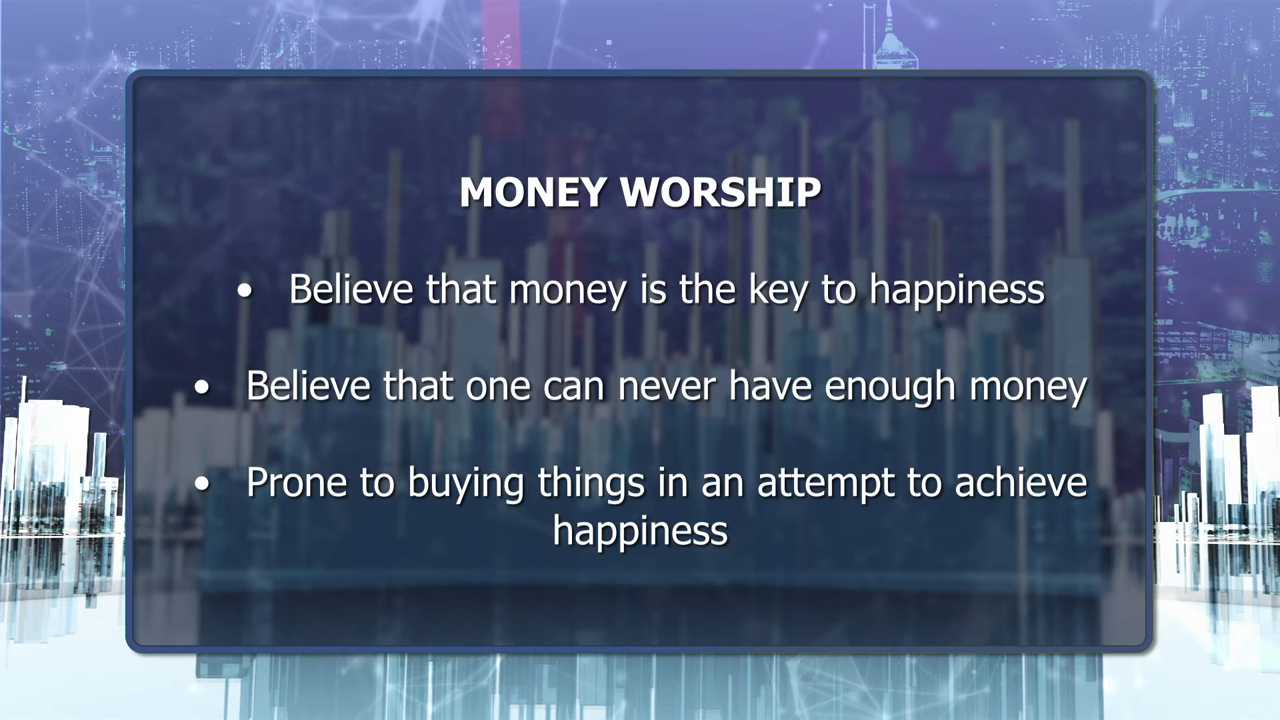 MONEY WORSHIP
• Believe that money is the key to happiness
• Believe that one can never have enough money
• Prone to buying things in an attempt to achieve
happiness